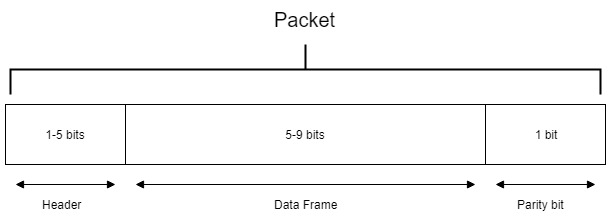 Packet
1-5 bits
5-9 bits
1 bit
Header
Data Frame
Parity bit